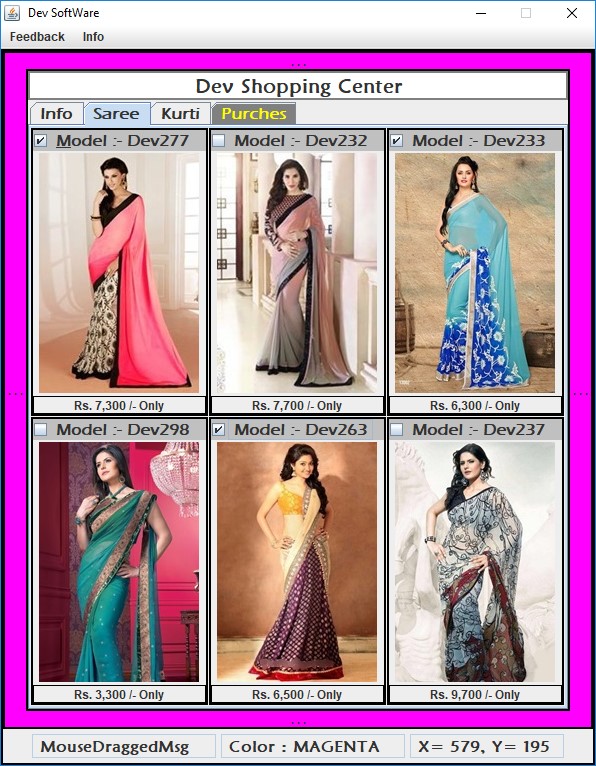 Dev SoftWare
Feedback Info
Dev Shopping Center
Info Saree Kurti Purches
Model :- Dev277 Model :- Dev232 Model :- Dev233
Rs. 7,300 /- Only Rs. 7,700 /- Only Rs. 6,300 /- Only
Model :- Dev298 Model :- Dev263 Model :- Dev237
Rs. 3,300 /- Only Rs. 6,500 /- Only Rs. 9,700 /- Only
MouseDraggedMsg Color : MAGENTA X= 579, Y= 195